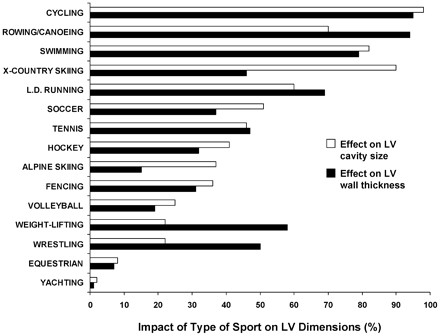 CYCLING
ROWING/CANOEING
SWIMMING
X-COUNTRY SKIING
L.D. RUNNING
SOCCER
TENNIS
HOCKEY
ALPINE SKIING
FENCING
VOLLEYBALL
WEIGHT-LIFTING
WRESTLING
EQUESTRIAN
YACHTING
Effect on LV
cavity size
Effect on LV
wall thickness
0 10 20 30 40 50 60 70 80 90 100
Impact of Type of Sport on LV Dimensions (%)